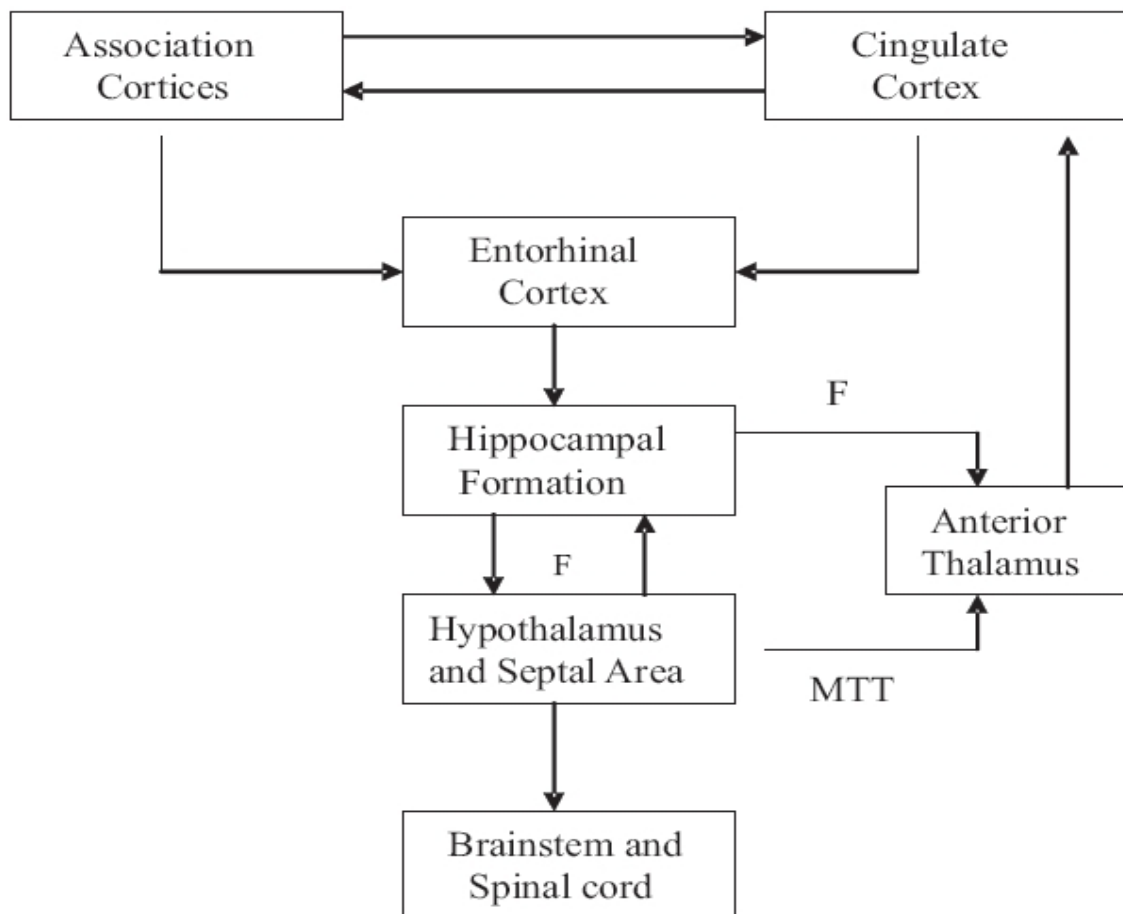 Association
Cortices
Cingulate
Cortex
Entorhinal
Cortex
F
Hippocampal
Formation
Anterior
Thalamus
F
Hypothalamus
and Septal Area
MTT
Brainstem and
Spinal cord